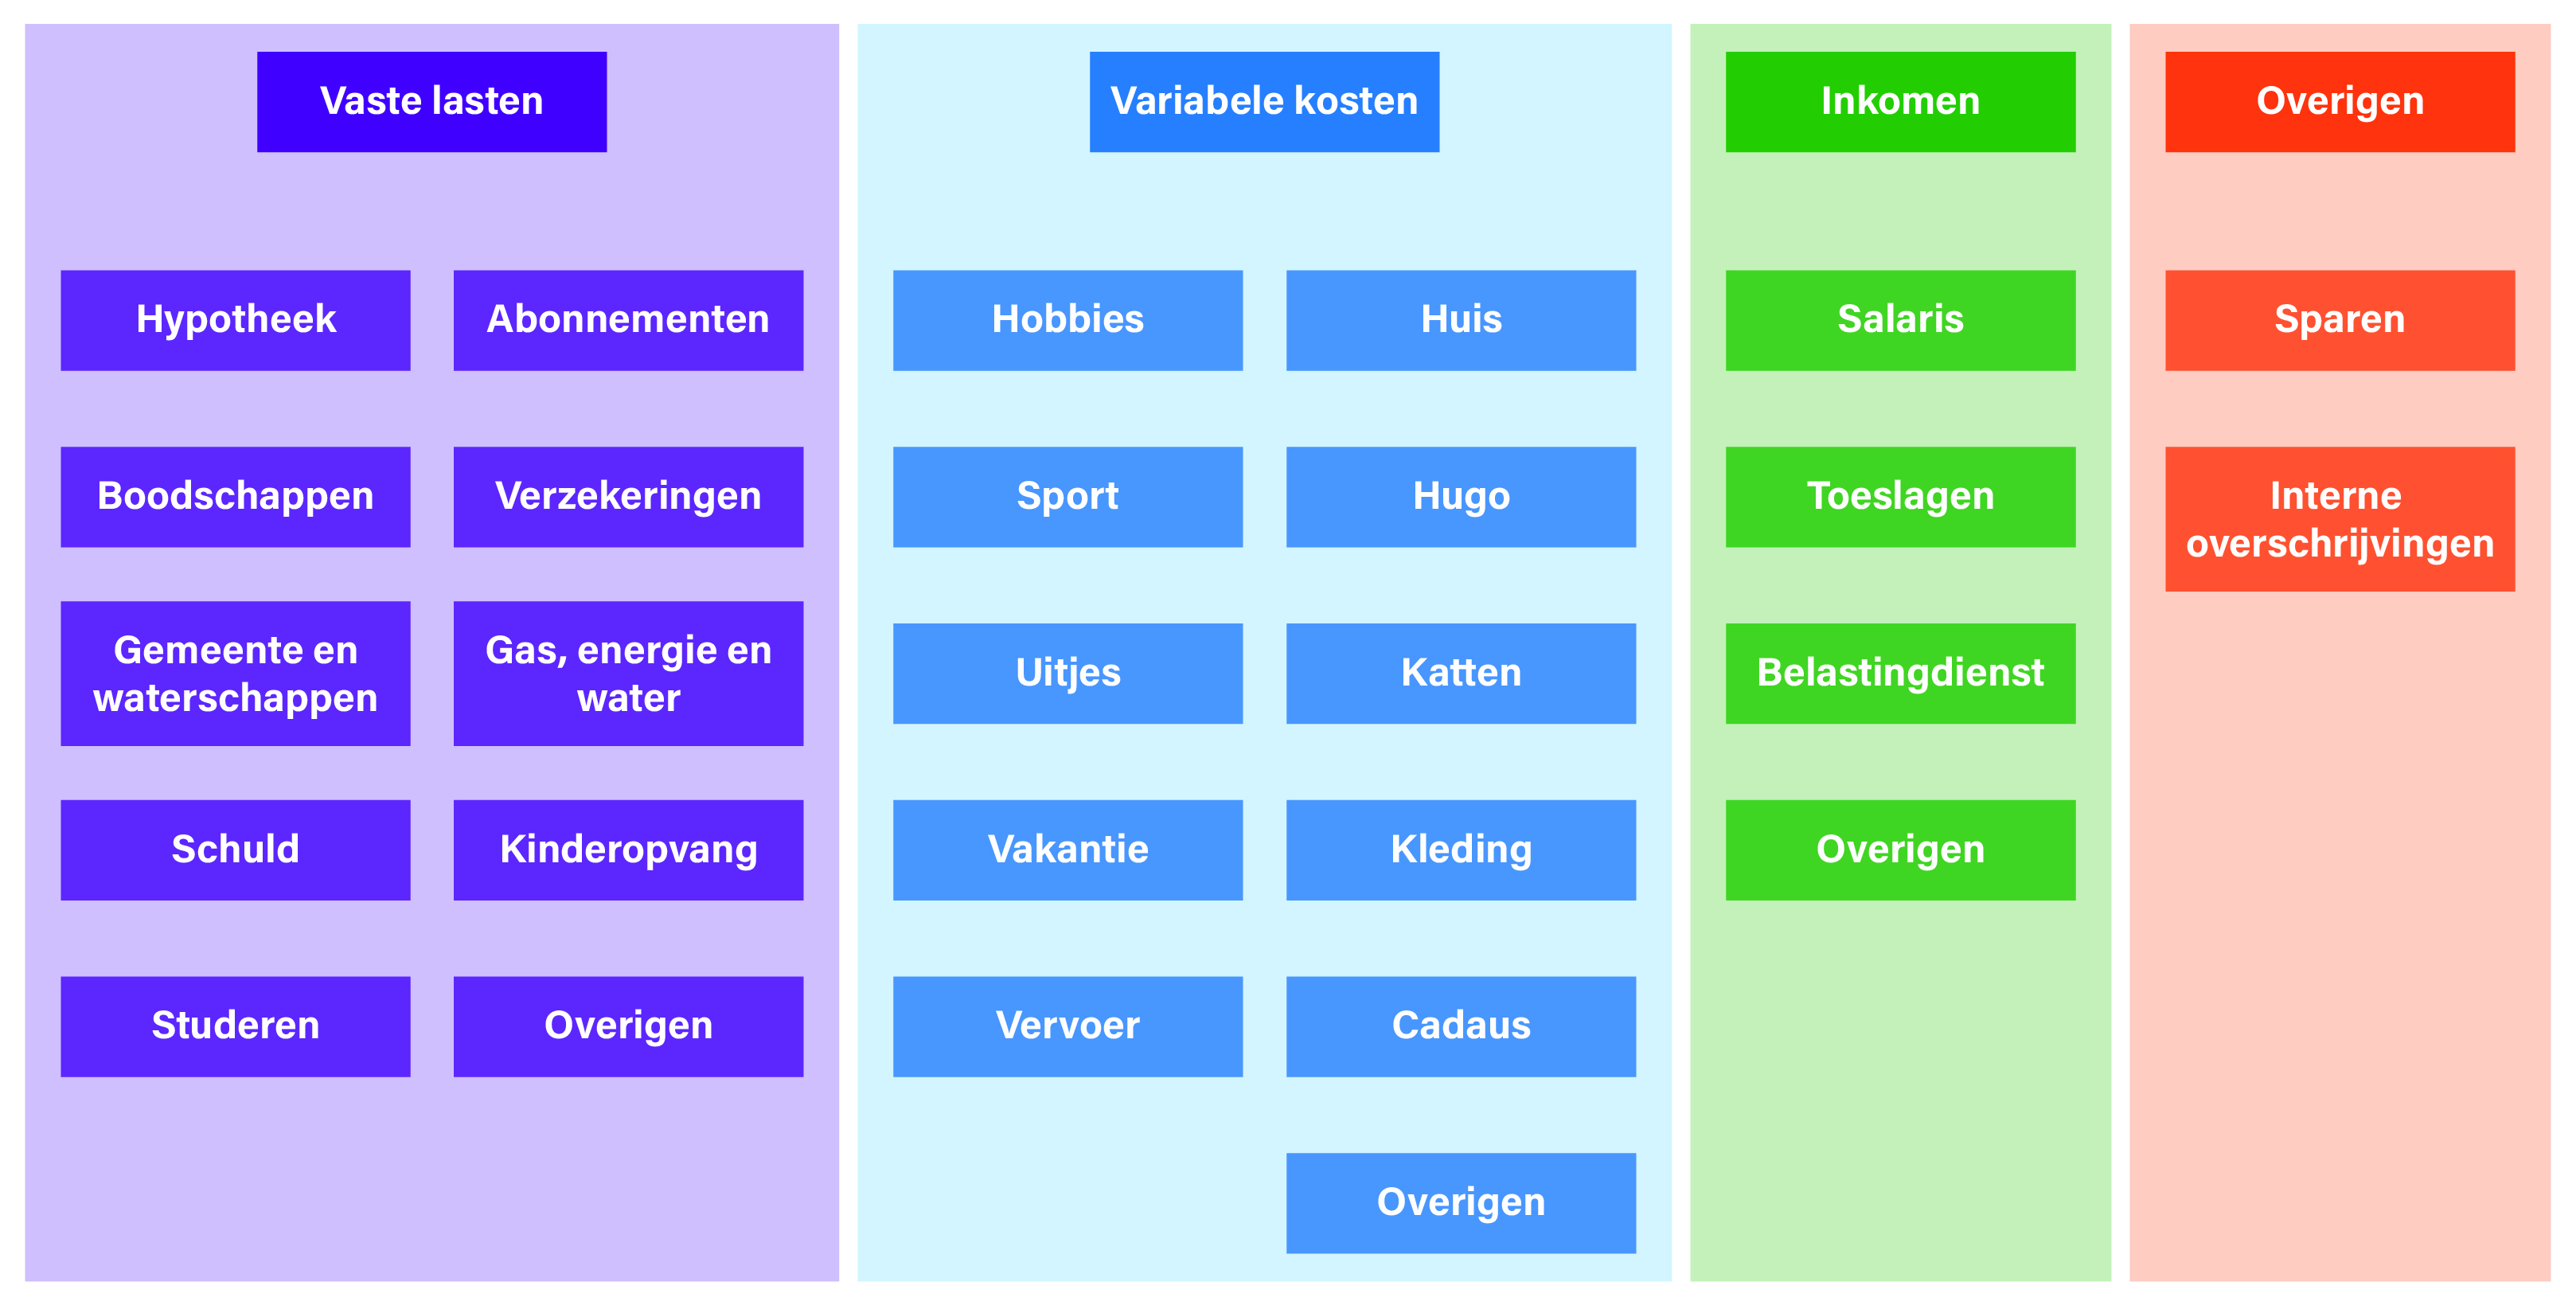 Vaste lasten
Hypotheek
Abonnementen
Boodschappen
Verzekeringen
Gemeente en
waterschappen
Gas, energie en
water
Schuld
Kinderopvang
Studeren
Overigen
Variabele kosten
Hobbies
Huis
Sport
Hugo
Uitjes
Katten
Vakantie
Kleding
Vervoer
Cadaus
Overigen
Inkomen
Salaris
Toeslagen
Belastingdienst
Overigen
Overigen
Sparen
Interne
overschrijvingen